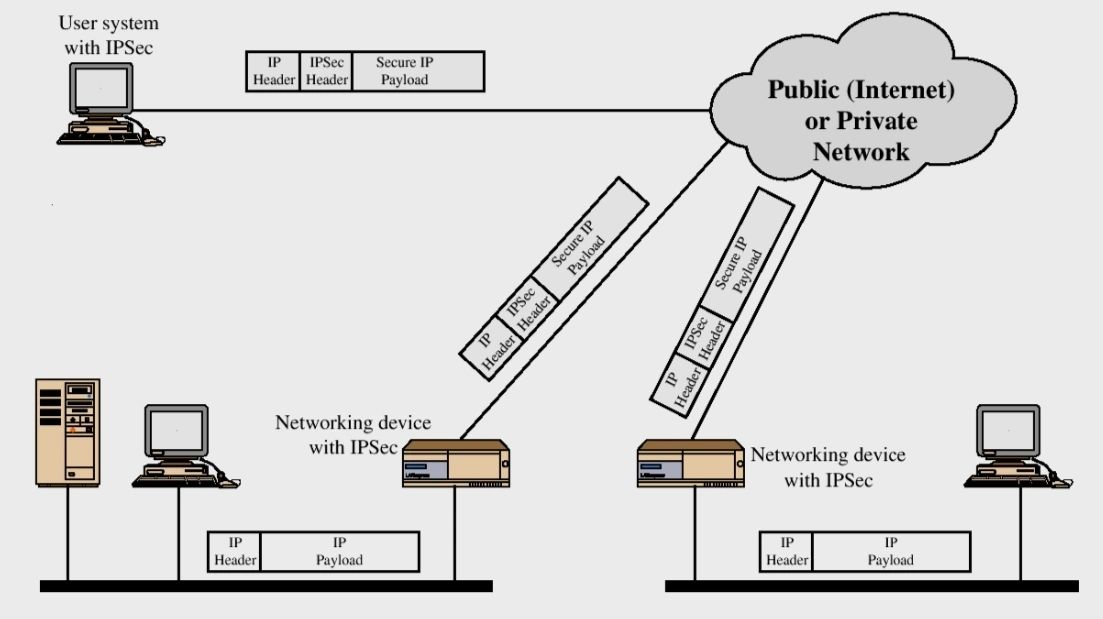 User system
with IPSec
IP
Header
IPSec
Header
Secure IP
Payload
Public (Internet)
or Private
Network
IP
Header
IPSec
Header
Secure IP
Payload
IP
Header
IPSec
Header
Secure IP
Payload
Networking device
with IPSec
Networking device
with IPSec
IP
Header
IP
Payload
IP
Header
IP
Payload